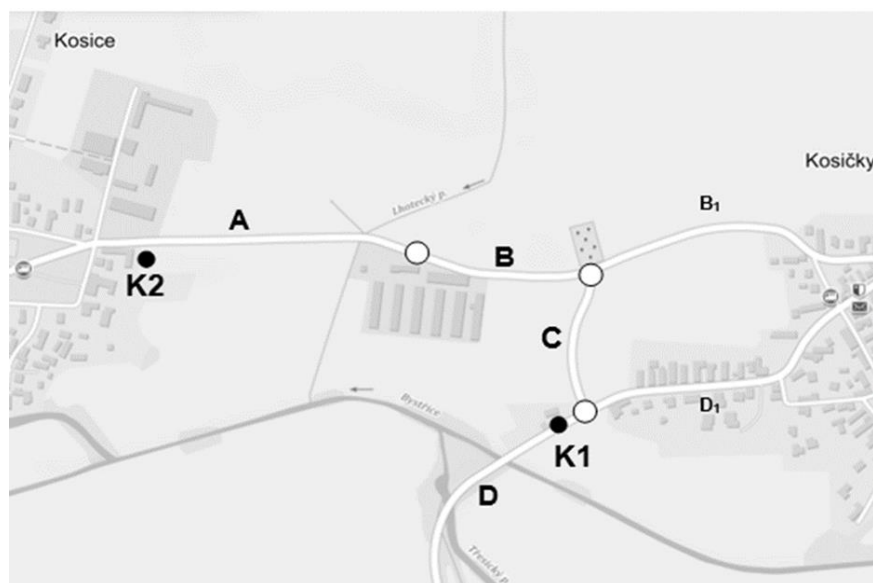 Kosice
Kosičky
Lhotecký p.
A
B₁
B
K2
C
Bystřice
D₁
K1
D
Třesický p.